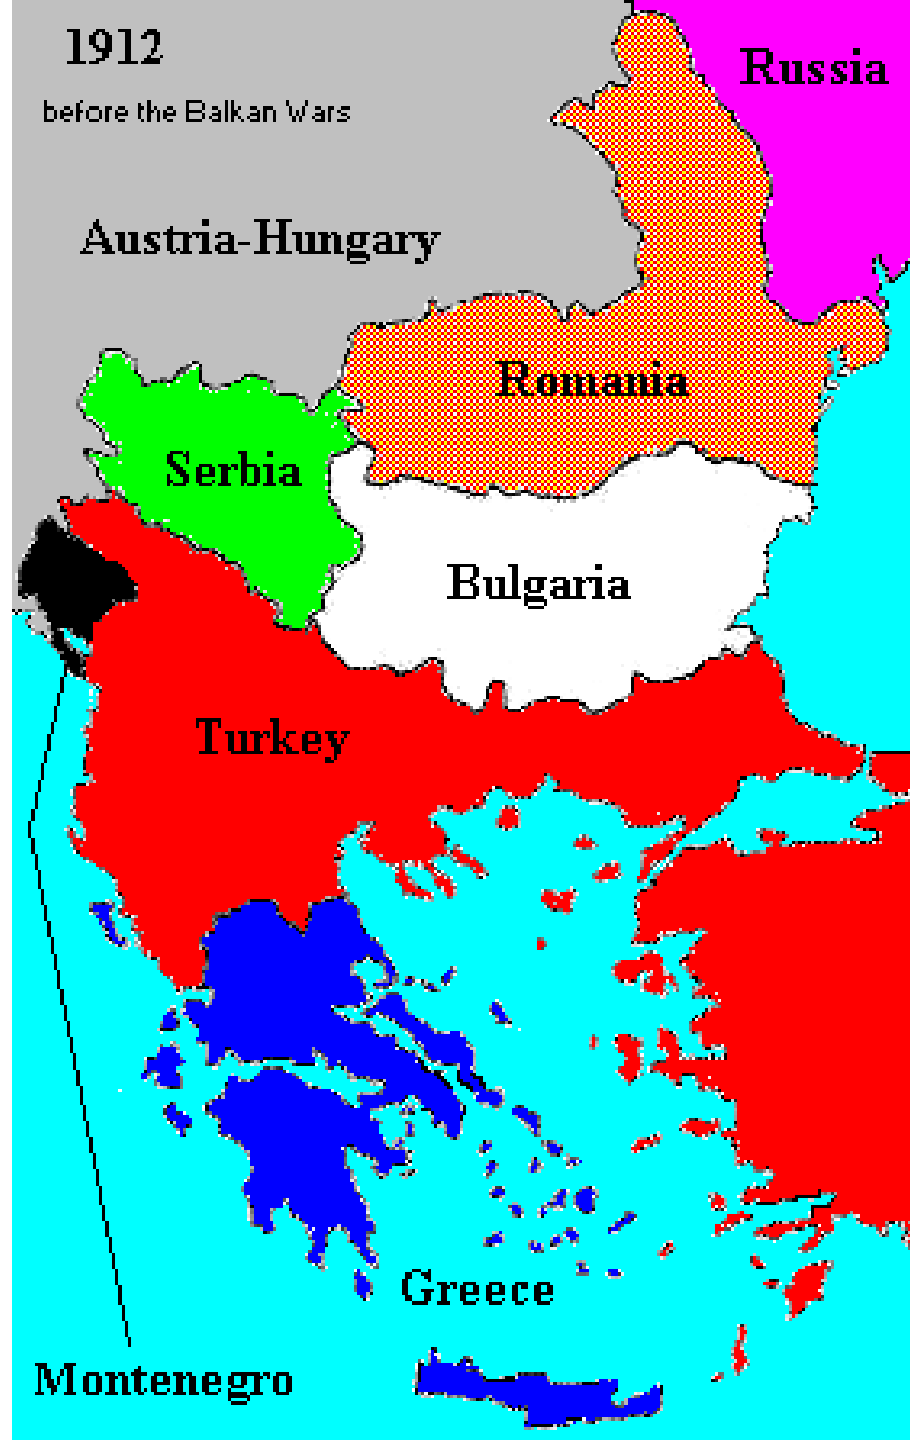 1912
before the Balkan Wars
Russia
Austria-Hungary
Romania
Serbia
Bulgaria
Turkey
Greece
Montenegro